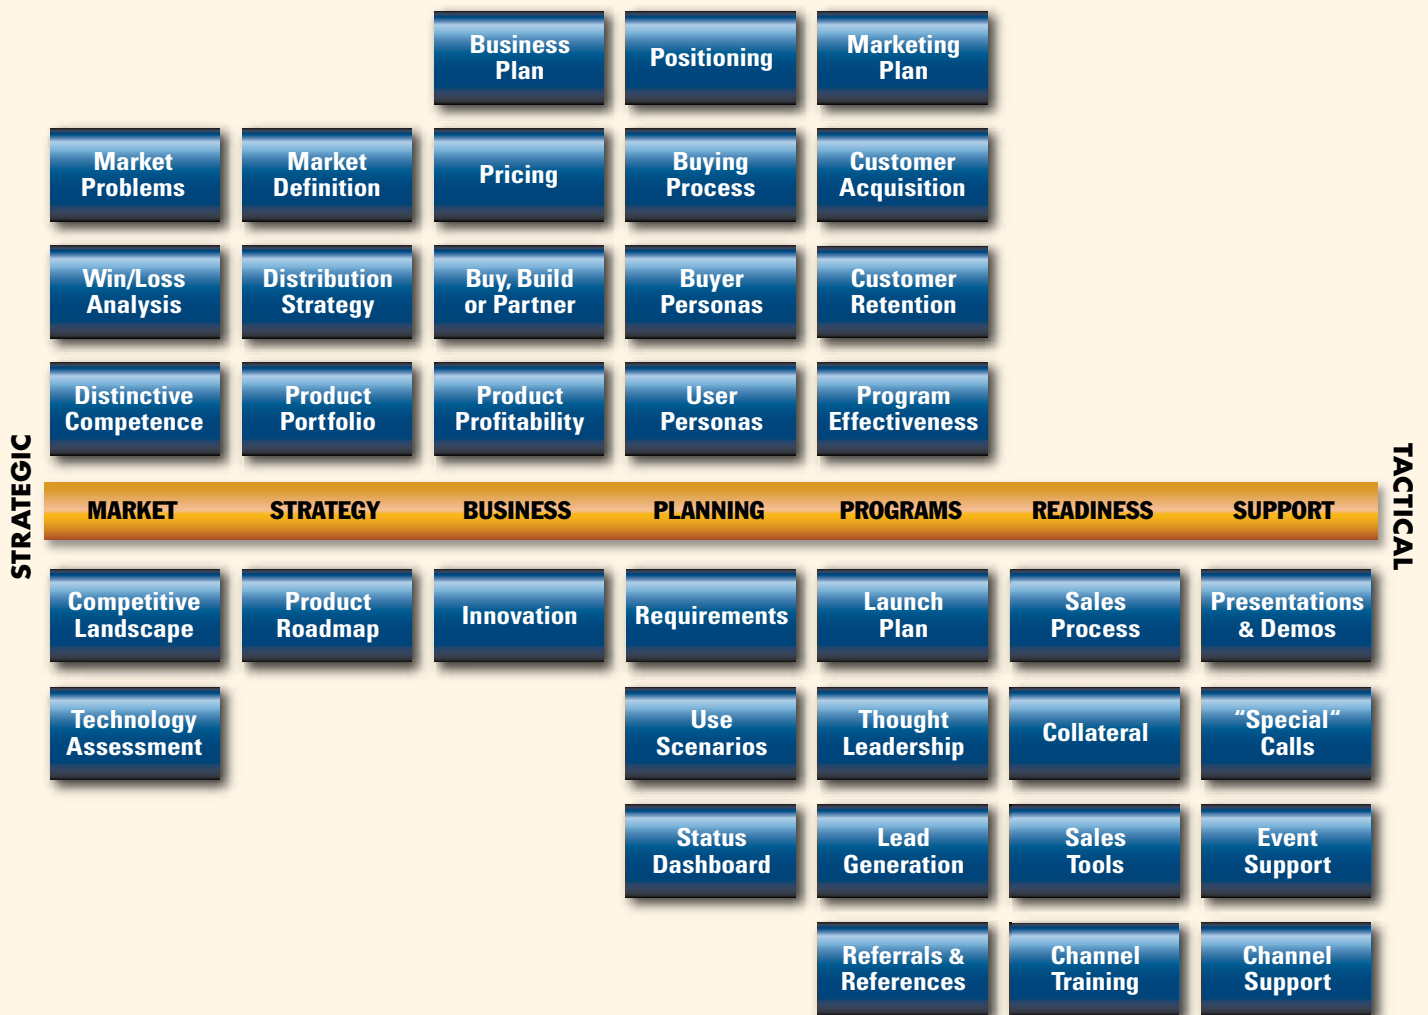 Business
Plan
Positioning
Marketing
Plan
Market
Problems
Market
Definition
Pricing
Buying
Process
Customer
Acquisition
Win/Loss
Analysis
Distribution
Strategy
Buy, Build
or Partner
Buyer
Personas
Customer
Retention
Distinctive
Competence
Product
Portfolio
Product
Profitability
User
Personas
Program
Effectiveness
STRATEGIC
MARKET
STRATEGY
BUSINESS
PLANNING
PROGRAMS
READINESS
SUPPORT
TACTICAL
Competitive
Landscape
Product
Roadmap
Innovation
Requirements
Launch
Plan
Sales
Process
Presentations
& Demos
Technology
Assessment
Use
Scenarios
Thought
Leadership
Collateral
“Special“
Calls
Status
Dashboard
Lead
Generation
Sales
Tools
Event
Support
Referrals &
References
Channel
Training
Channel
Support